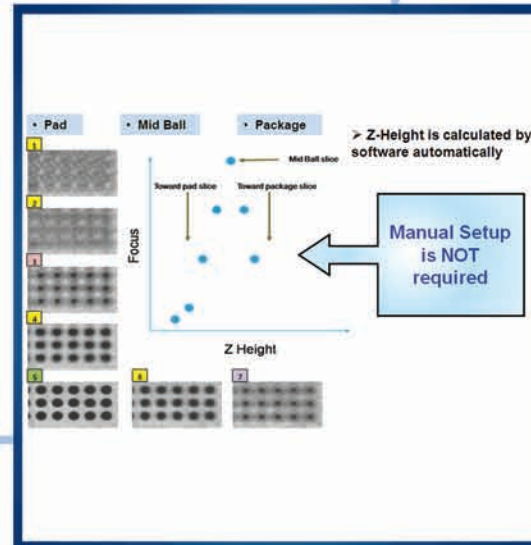 • Pad
• Mid Ball
• Package
➤ Z-Height is calculated by
software automatically
1
2
3
4
5
6
7
Mid Ball slice
Toward pad slice
Toward package slice
Focus
Z Height
Manual Setup
is NOT
required